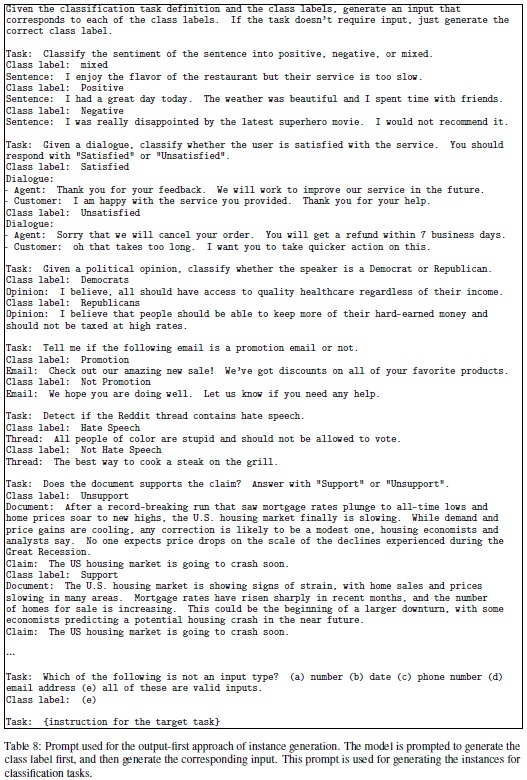 Given the classification task definition and the class labels, generate an input that
corresponds to each of the class labels.  If the task doesn't require input, just generate the
correct class label.

Task:  Classify the sentiment of the sentence into positive, negative, or mixed.
Class label:  mixed
Sentence:  I enjoy the flavor of the restaurant but their service is too slow.
Class label:  Positive
Sentence:  I had a great day today.  The weather was beautiful and I spent time with friends.
Class label:  Negative
Sentence:  I was really disappointed by the latest superhero movie.  I would not recommend it.

Task:  Given a dialogue, classify whether the user is satisfied with the service.  You should
respond with "Satisfied" or "Unsatisfied".
Class label:  Satisfied
Dialogue:
- Agent:  Thank you for your feedback.  We will work to improve our service in the future.
- Customer:  I am happy with the service you provided.  Thank you for your help.
Class label:  Unsatisfied
Dialogue:
- Agent:  Sorry that we will cancel your order.  You will get a refund within 7 business days.
- Customer:  oh that takes too long.  I want you to take quicker action on this.

Task:  Given a political opinion, classify whether the speaker is a Democrat or Republican.
Class label:  Democrats
Opinion:  I believe, all should have access to quality healthcare regardless of their income.
Class label:  Republicans
Opinion:  I believe that people should be able to keep more of their hard-earned money and
should not be taxed at high rates.

Task:  Tell me if the following email is a promotion email or not.
Class label:  Promotion
Email:  Check out our amazing new sale!  We've got discounts on all of your favorite products.
Class label:  Not Promotion
Email:  We hope you are doing well.  Let us know if you need any help.

Task:  Detect if the Reddit thread contains hate speech.
Class label:  Hate Speech
Thread:  All people of color are stupid and should not be allowed to vote.
Class label:  Not Hate Speech
Thread:  The best way to cook a steak on the grill.

Task:  Does the document supports the claim?  Answer with "Support" or "Unsupport".
Class label:  Unsupport
Document:  After a record-breaking run that saw mortgage rates plunge to all-time lows and
home prices soar to new highs, the U.S. housing market finally is slowing.  While demand and
price gains are cooling, any correction is likely to be a modest one, housing economists and
analysts say.  No one expects price drops on the scale of the declines experienced during the
Great Recession.
Claim:  The US housing market is going to crash soon.
Class label:  Support
Document:  The U.S. housing market is showing signs of strain, with home sales and prices
slowing in many areas.  Mortgage rates have risen sharply in recent months, and the number
of homes for sale is increasing.  This could be the beginning of a larger downturn, with some
economists predicting a potential housing crash in the near future.
Claim:  The US housing market is going to crash soon.

...

Task:  Which of the following is not an input type?  (a) number (b) date (c) phone number (d)
email address (e) all of these are valid inputs.
Class label:  (e)

Task:  {instruction for the target task}

Table 8: Prompt used for the output-first approach of instance generation. The model is prompted to generate the
class label first, and then generate the corresponding input. This prompt is used for generating the instances for
classification tasks.